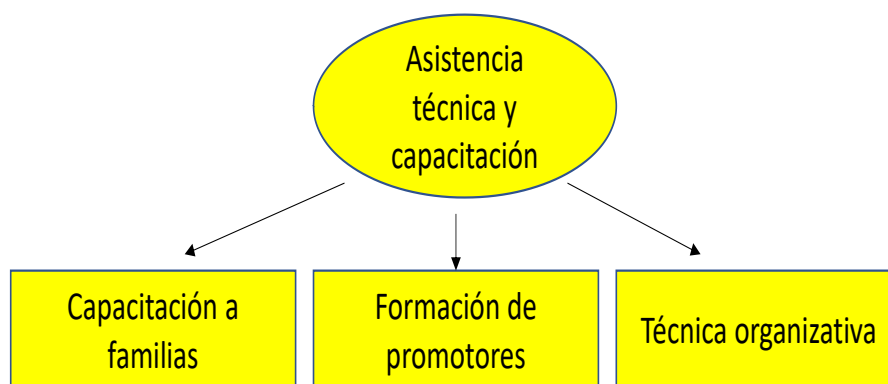 Asistencia
técnica y
capacitación
Capacitación a
familias
Formación de
promotores
Técnica organizativa